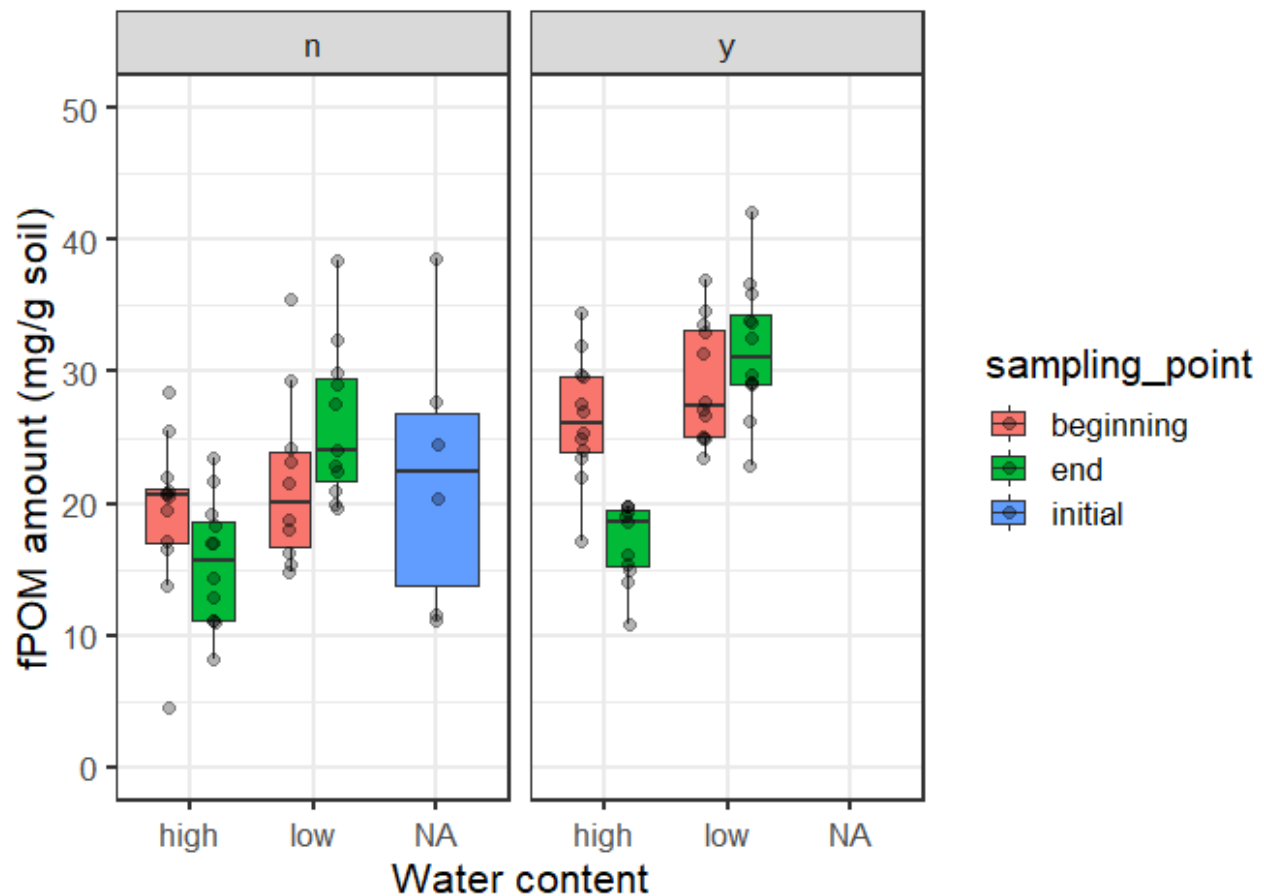 n
y
50
40
30
20
10
0
fPOM amount (mg/g soil)
high low NA
high low NA
Water content
sampling_point
beginning
end
initial